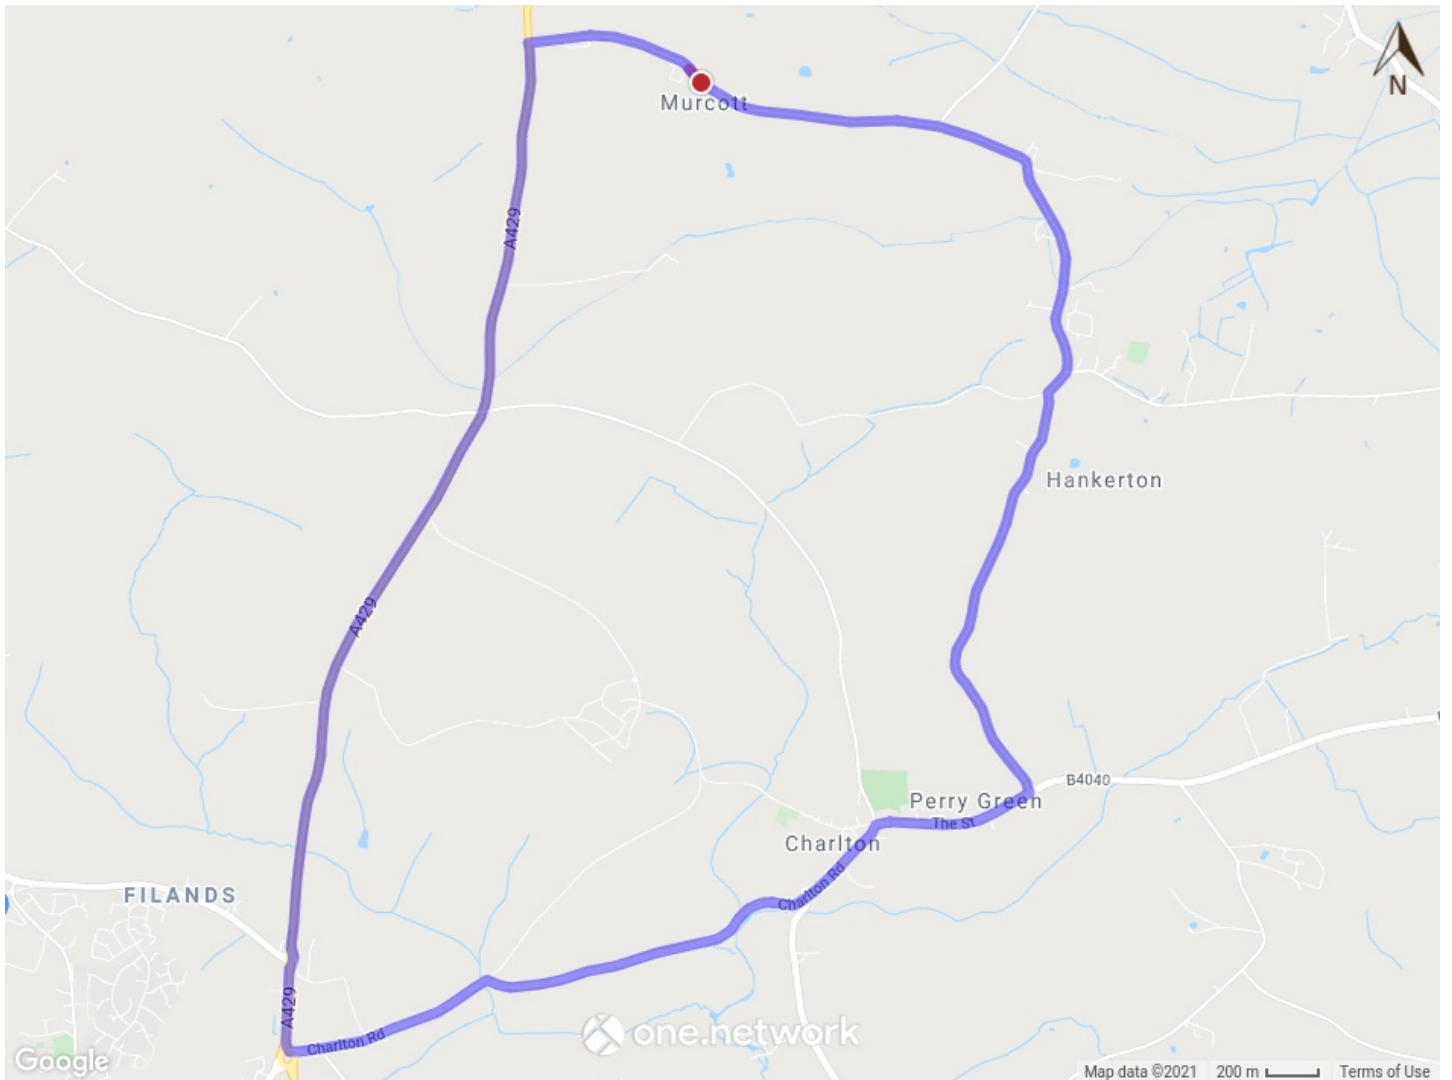 N
Murcott
A429
Hankerton
A429
B4040
Perry Green
The St
Charlton
Charlton Rd
FILANDS
A429
Charlton Rd
one.network
Google
Map data ©2021 200 m Terms of Use